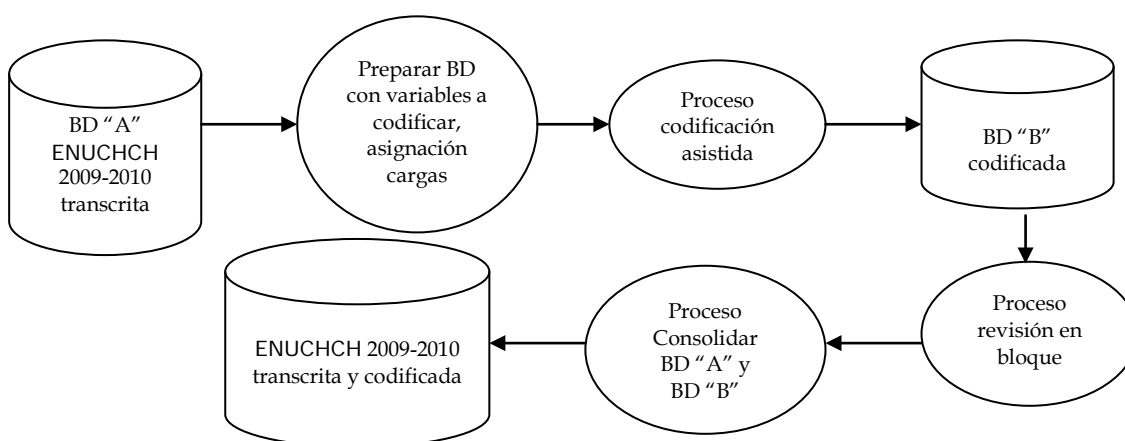 BD “A”
ENUCHCH
2009-2010
transcrita
Preparar BD
con variables a
codificar,
asignación
cargas
Proceso
codificación
asistida
BD “B”
codificada
Proceso
revisión en
bloque
Proceso
Consolidar
BD “A” y
BD “B”
ENUCHCH 2009-2010
transcrita y codificada